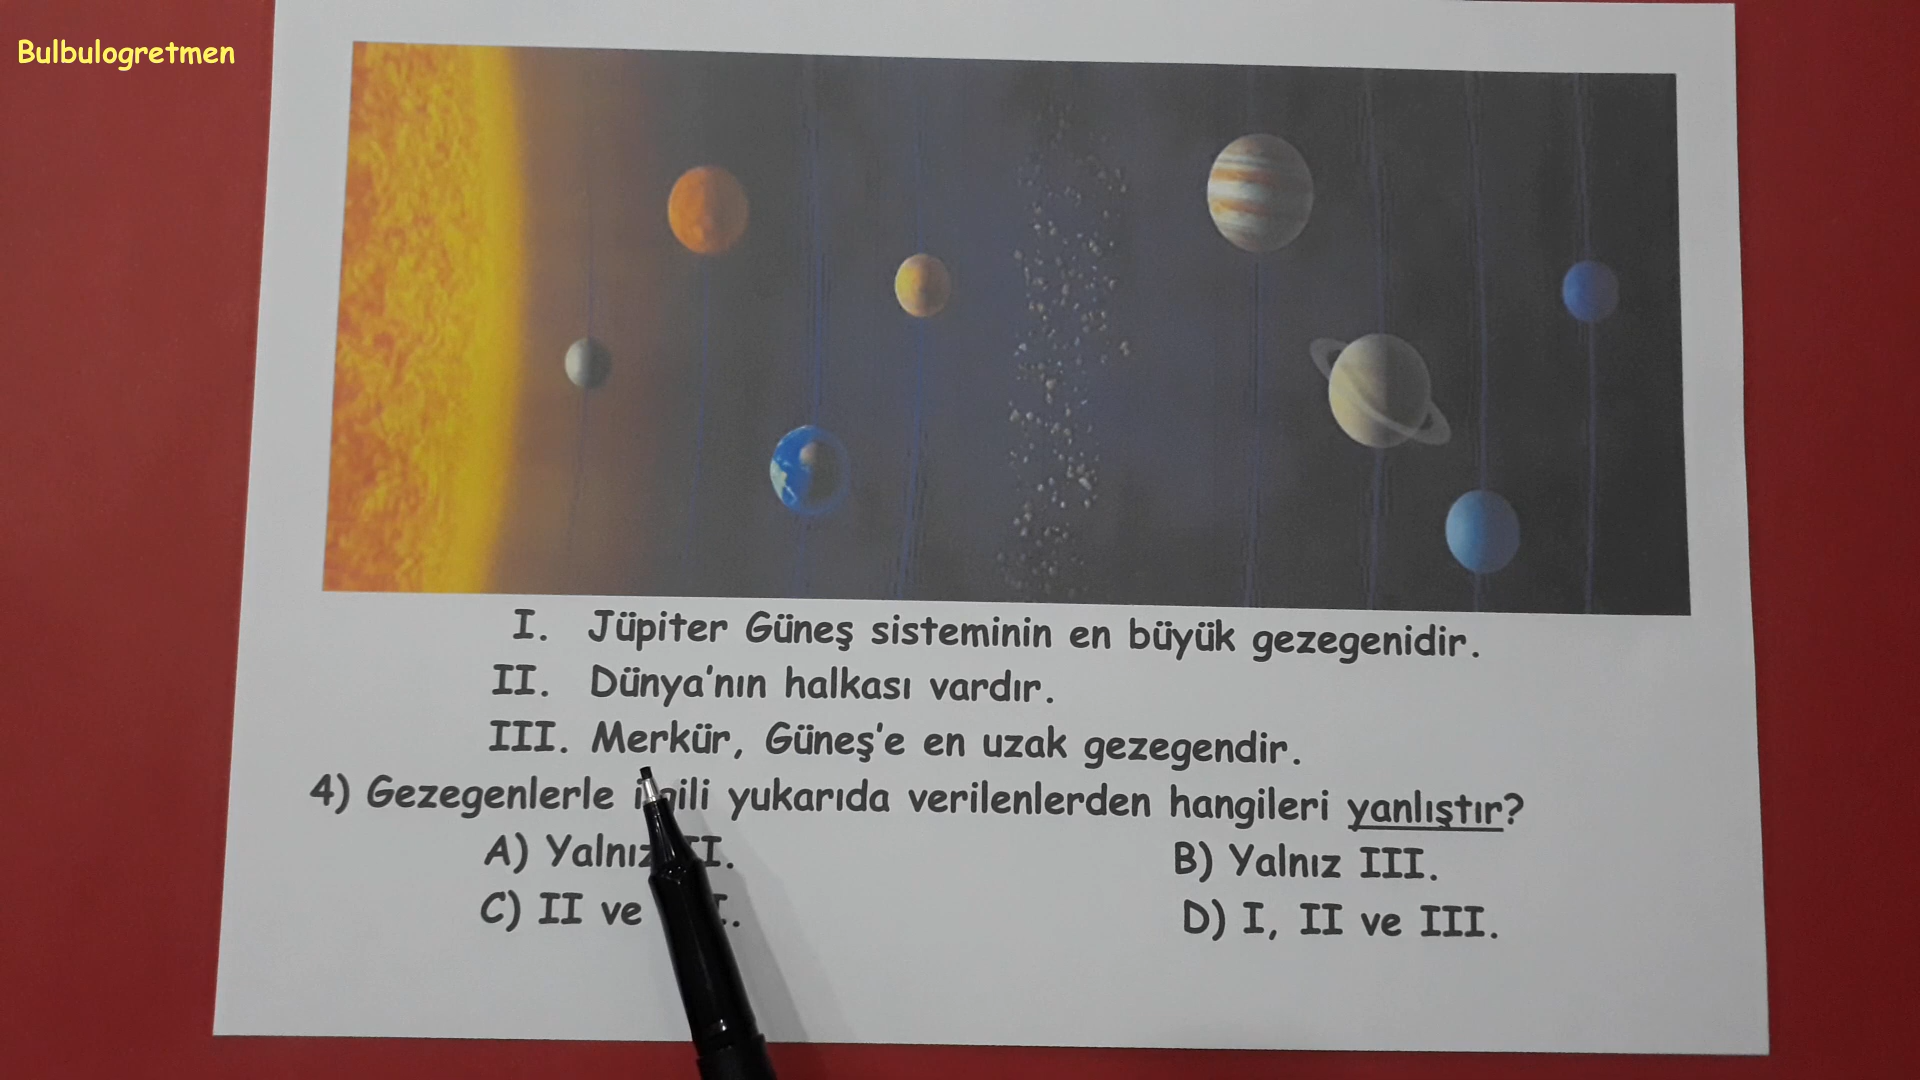 Bulbulogretmen
I. Jüpiter Güneş sisteminin en büyük gezegenidir.
II. Dünya'nın halkası vardır.
III. Merkür, Güneş'e en uzak gezegendir.
4) Gezegenlerle ilgili yukarıda verilenlerden hangileri yanlıştır?
A) Yalnız
B) Yalnız III.
C) II ve
D) I, II ve III.